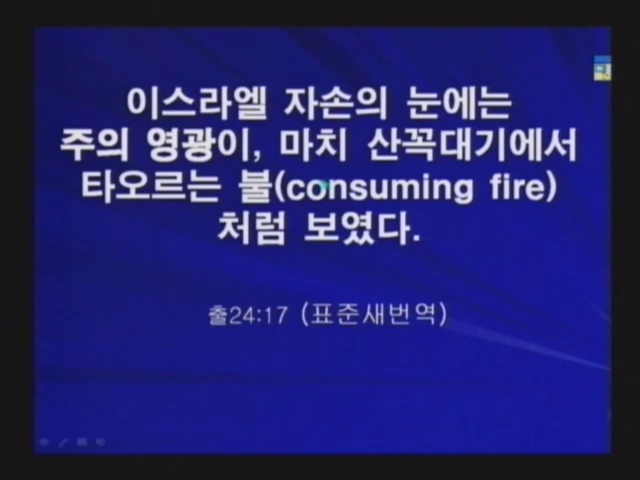 이스라엘 자손의 눈에는
주의 영광이, 마치 산꼭대기에서
타오르는 불(consuming fire)
처럼 보였다.
출24:17 (표준새번역)